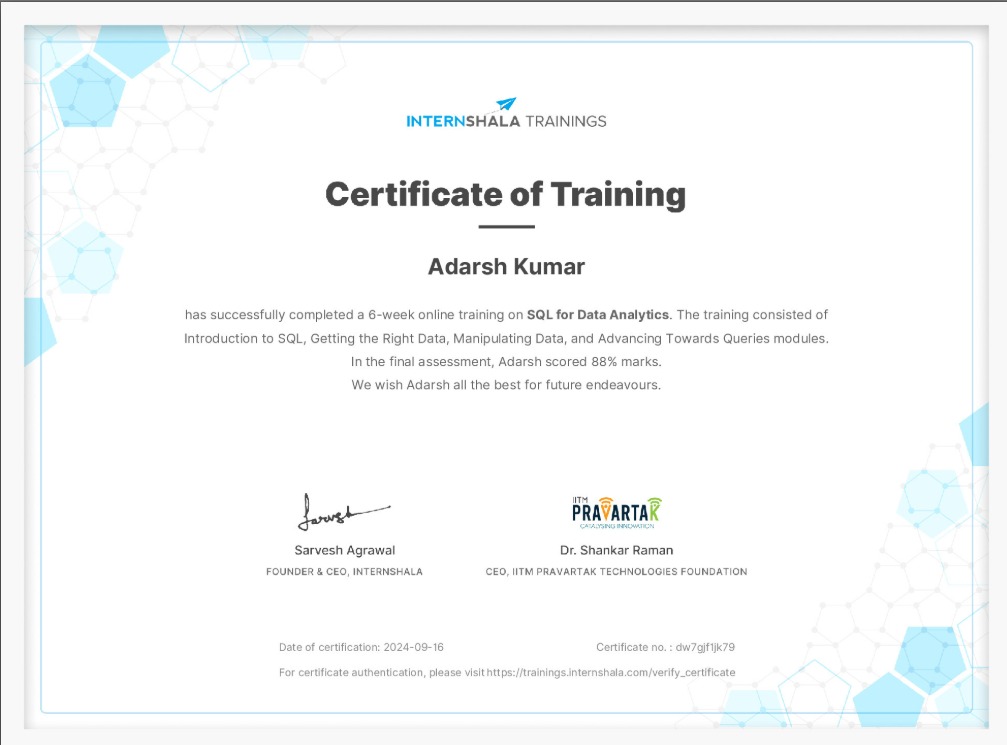 INTERNSHALA TRAININGS
Certificate of Training
Adarsh Kumar
has successfully completed a 6-week online training on SQL for Data Analytics. The training consisted of
Introduction to SQL, Getting the Right Data, Manipulating Data, and Advancing Towards Queries modules.
In the final assessment, Adarsh scored 88% marks.
We wish Adarsh all the best for future endeavours.
Sarvesh
IITM
PRAVARTAK
CATALYSING INNOVATION
Sarvesh Agrawal
Dr. Shankar Raman
FOUNDER & CEO, INTERNSHALA
CEO, IITM PRAVARTAK TECHNOLOGIES FOUNDATION
Date of certification: 2024-09-16
Certificate no. : dw7gjf1jk79
For certificate authentication, please visit https://trainings.internshala.com/verify_certificate